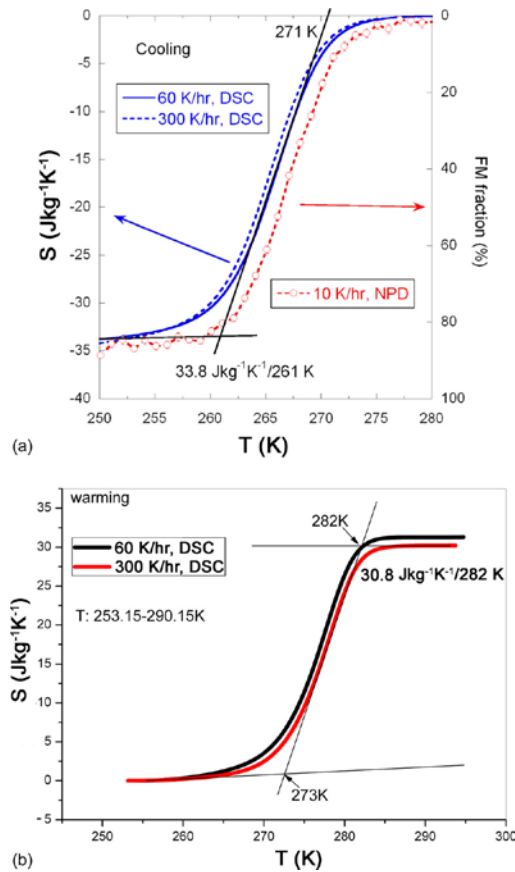 0
0
Cooling
271 K
-5
60 K/hr, DSC
300 K/hr, DSC
-10
20
-15
S (Jkg⁻¹K⁻¹)
40
FM fraction (%)
-20
-25
60
-30
10 K/hr, NPD
80
-35
33.8 Jkg⁻¹K⁻¹/261 K
-40
100
250 255 260 265 270 275 280
(a)
T (K)
warming
35
282K
60 K/hr, DSC
300 K/hr, DSC
30
30.8 Jkg⁻¹K⁻¹/282 K
25
T: 253.15-290.15K
20
S (Jkg⁻¹K⁻¹)
15
10
5
0
273K
-5
250 260 270 280 290 300
(b)
T (K)